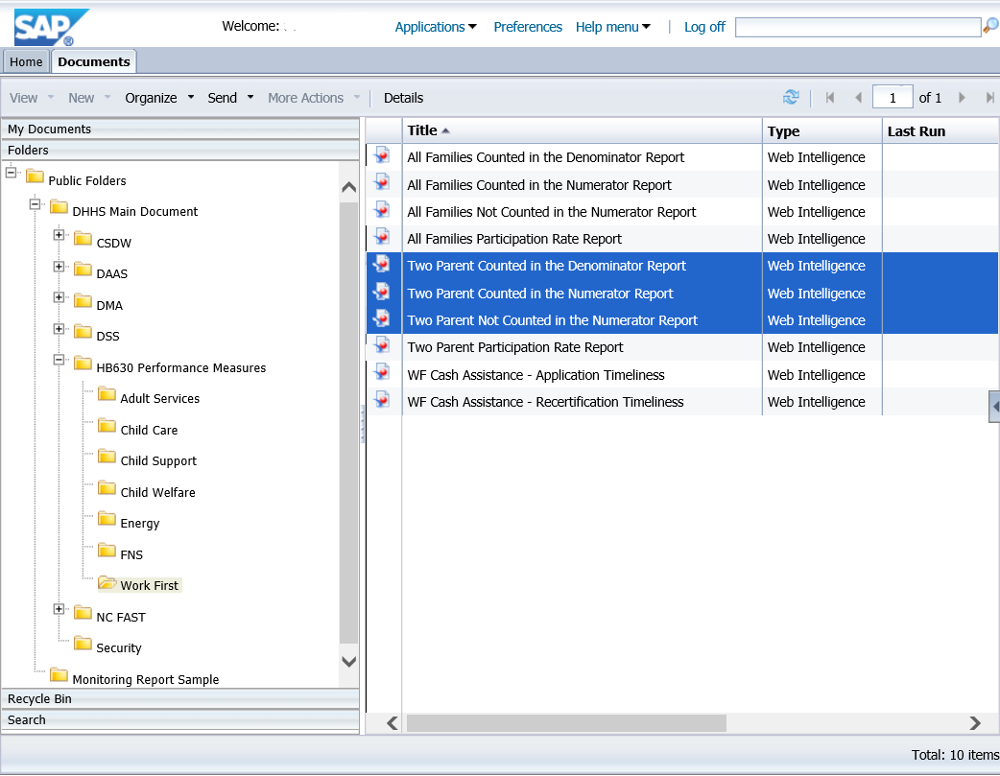 SAP®
Welcome:
Applications Preferences Help menu | Log off
Home Documents
View New Organize Send More Actions Details 1 of 1
My Documents
Folders
Public Folders
DHHS Main Document
CSDW
DAAS
DMA
DSS
HB630 Performance Measures
Adult Services
Child Care
Child Support
Child Welfare
Energy
FNS
Work First
NC FAST
Security
Monitoring Report Sample
Recycle Bin
Search
Title Type Last Run
All Families Counted in the Denominator Report Web Intelligence
All Families Counted in the Numerator Report Web Intelligence
All Families Not Counted in the Numerator Report Web Intelligence
All Families Participation Rate Report Web Intelligence
Two Parent Counted in the Denominator Report Web Intelligence
Two Parent Counted in the Numerator Report Web Intelligence
Two Parent Not Counted in the Numerator Report Web Intelligence
Two Parent Participation Rate Report Web Intelligence
WF Cash Assistance - Application Timeliness Web Intelligence
WF Cash Assistance - Recertification Timeliness Web Intelligence
Total: 10 items